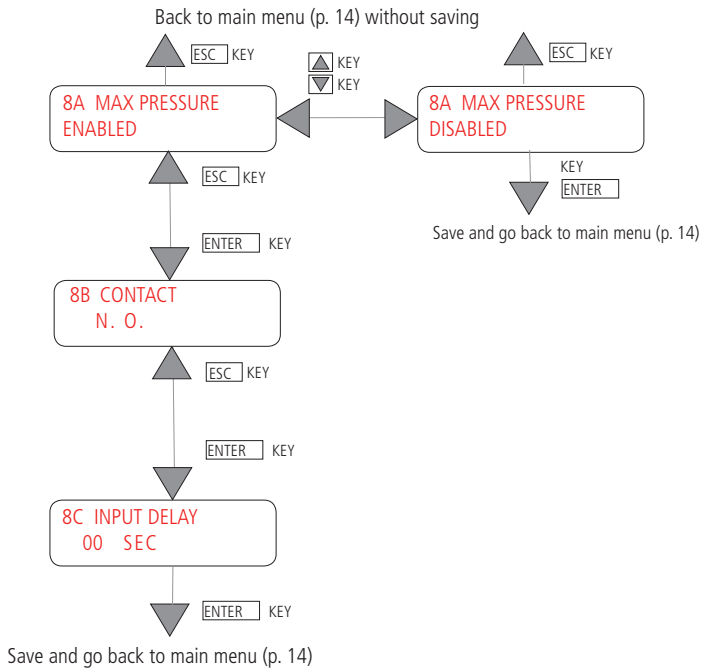 Back to main menu (p. 14) without saving
ESC KEY
KEY
KEY
ESC KEY
8A MAX PRESSURE
ENABLED
8A MAX PRESSURE
DISABLED
ESC KEY
KEY
ENTER
Save and go back to main menu (p. 14)
ENTER KEY
8B CONTACT
N. O.
ESC KEY
ENTER KEY
8C INPUT DELAY
00 SEC
ENTER KEY
Save and go back to main menu (p. 14)